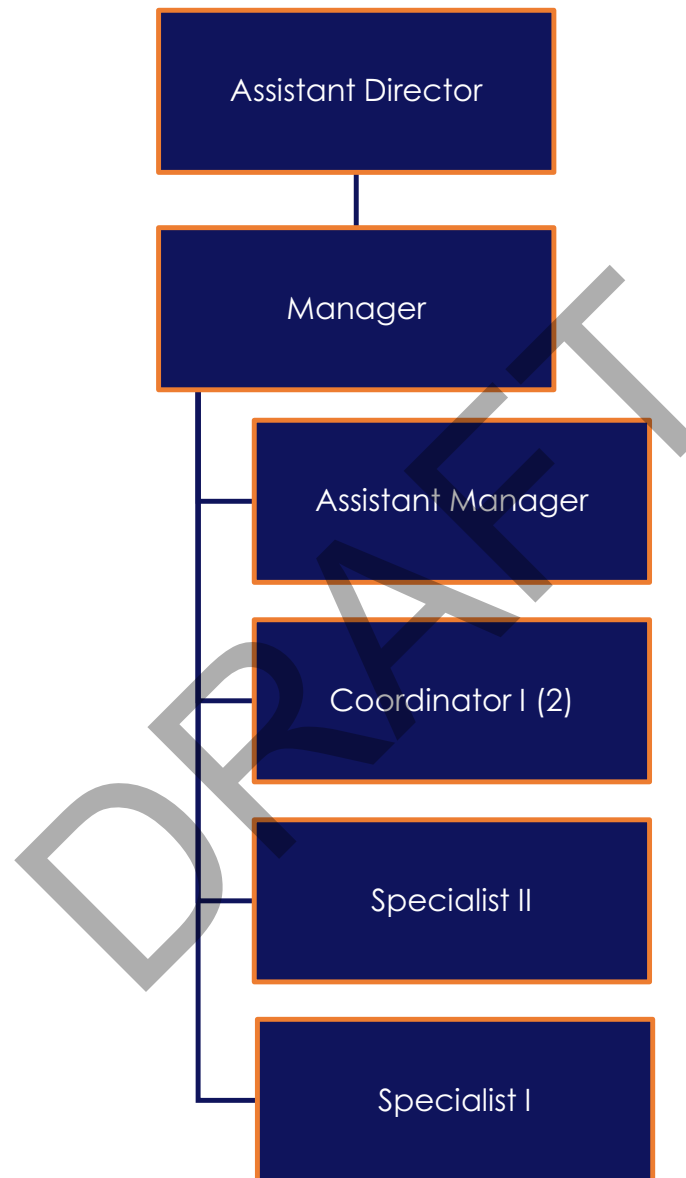 Assistant Director
Manager
Assistant Manager
Coordinator I (2)
Specialist II
Specialist I
DRAFT